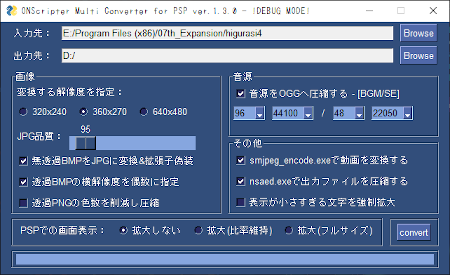 ONScripter Multi Converter for PSP ver.1.3.0 - !DEBUG MODE!
入力先： E:/Program Files (x86)/07th_Expansion/higurasi4 Browse
出力先： D:/ Browse
画像
変換する解像度を指定：
320x240 360x270 640x480
95
JPG品質：
無透過BMPをJPGに変換&拡張子偽装
透過BMPの横解像度を偶数に指定
透過PNGの色数を削減し圧縮
音源
音源をOGGへ圧縮する - [BGM/SE]
96 44100 / 48 22050
その他
smjpeg_encode.exeで動画を変換する
nsaed.exeで出力ファイルを圧縮する
表示が小さすぎる文字を強制拡大
PSPでの画面表示： 拡大しない 拡大(比率維持) 拡大(フルサイズ) convert